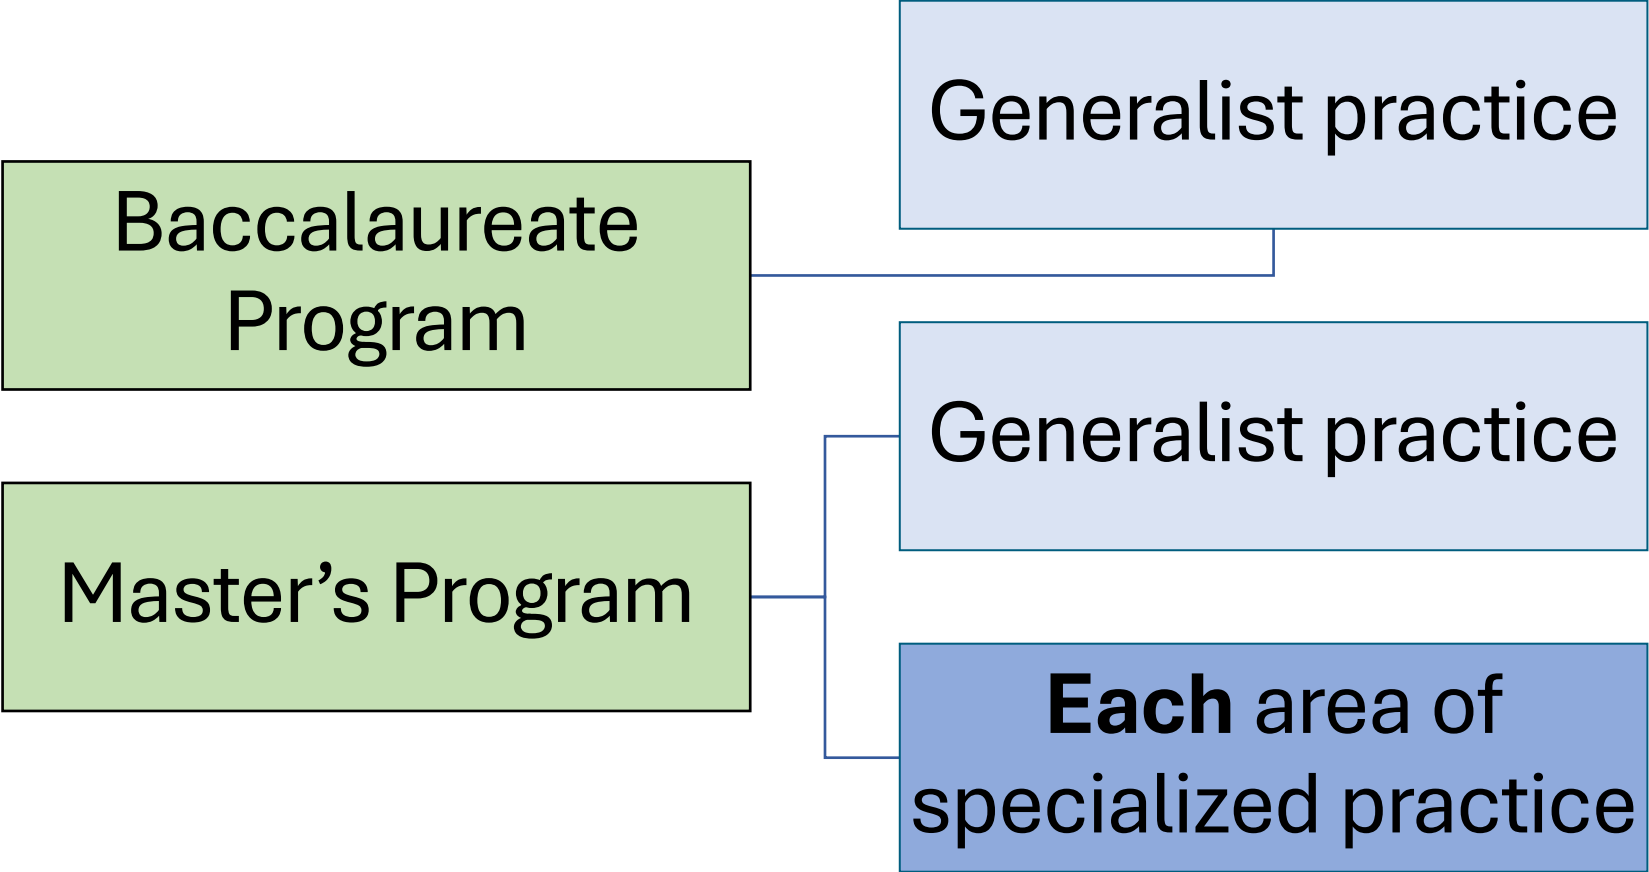 Generalist practice
Baccalaureate
Program
Generalist practice
Master’s Program
Each area of
specialized practice